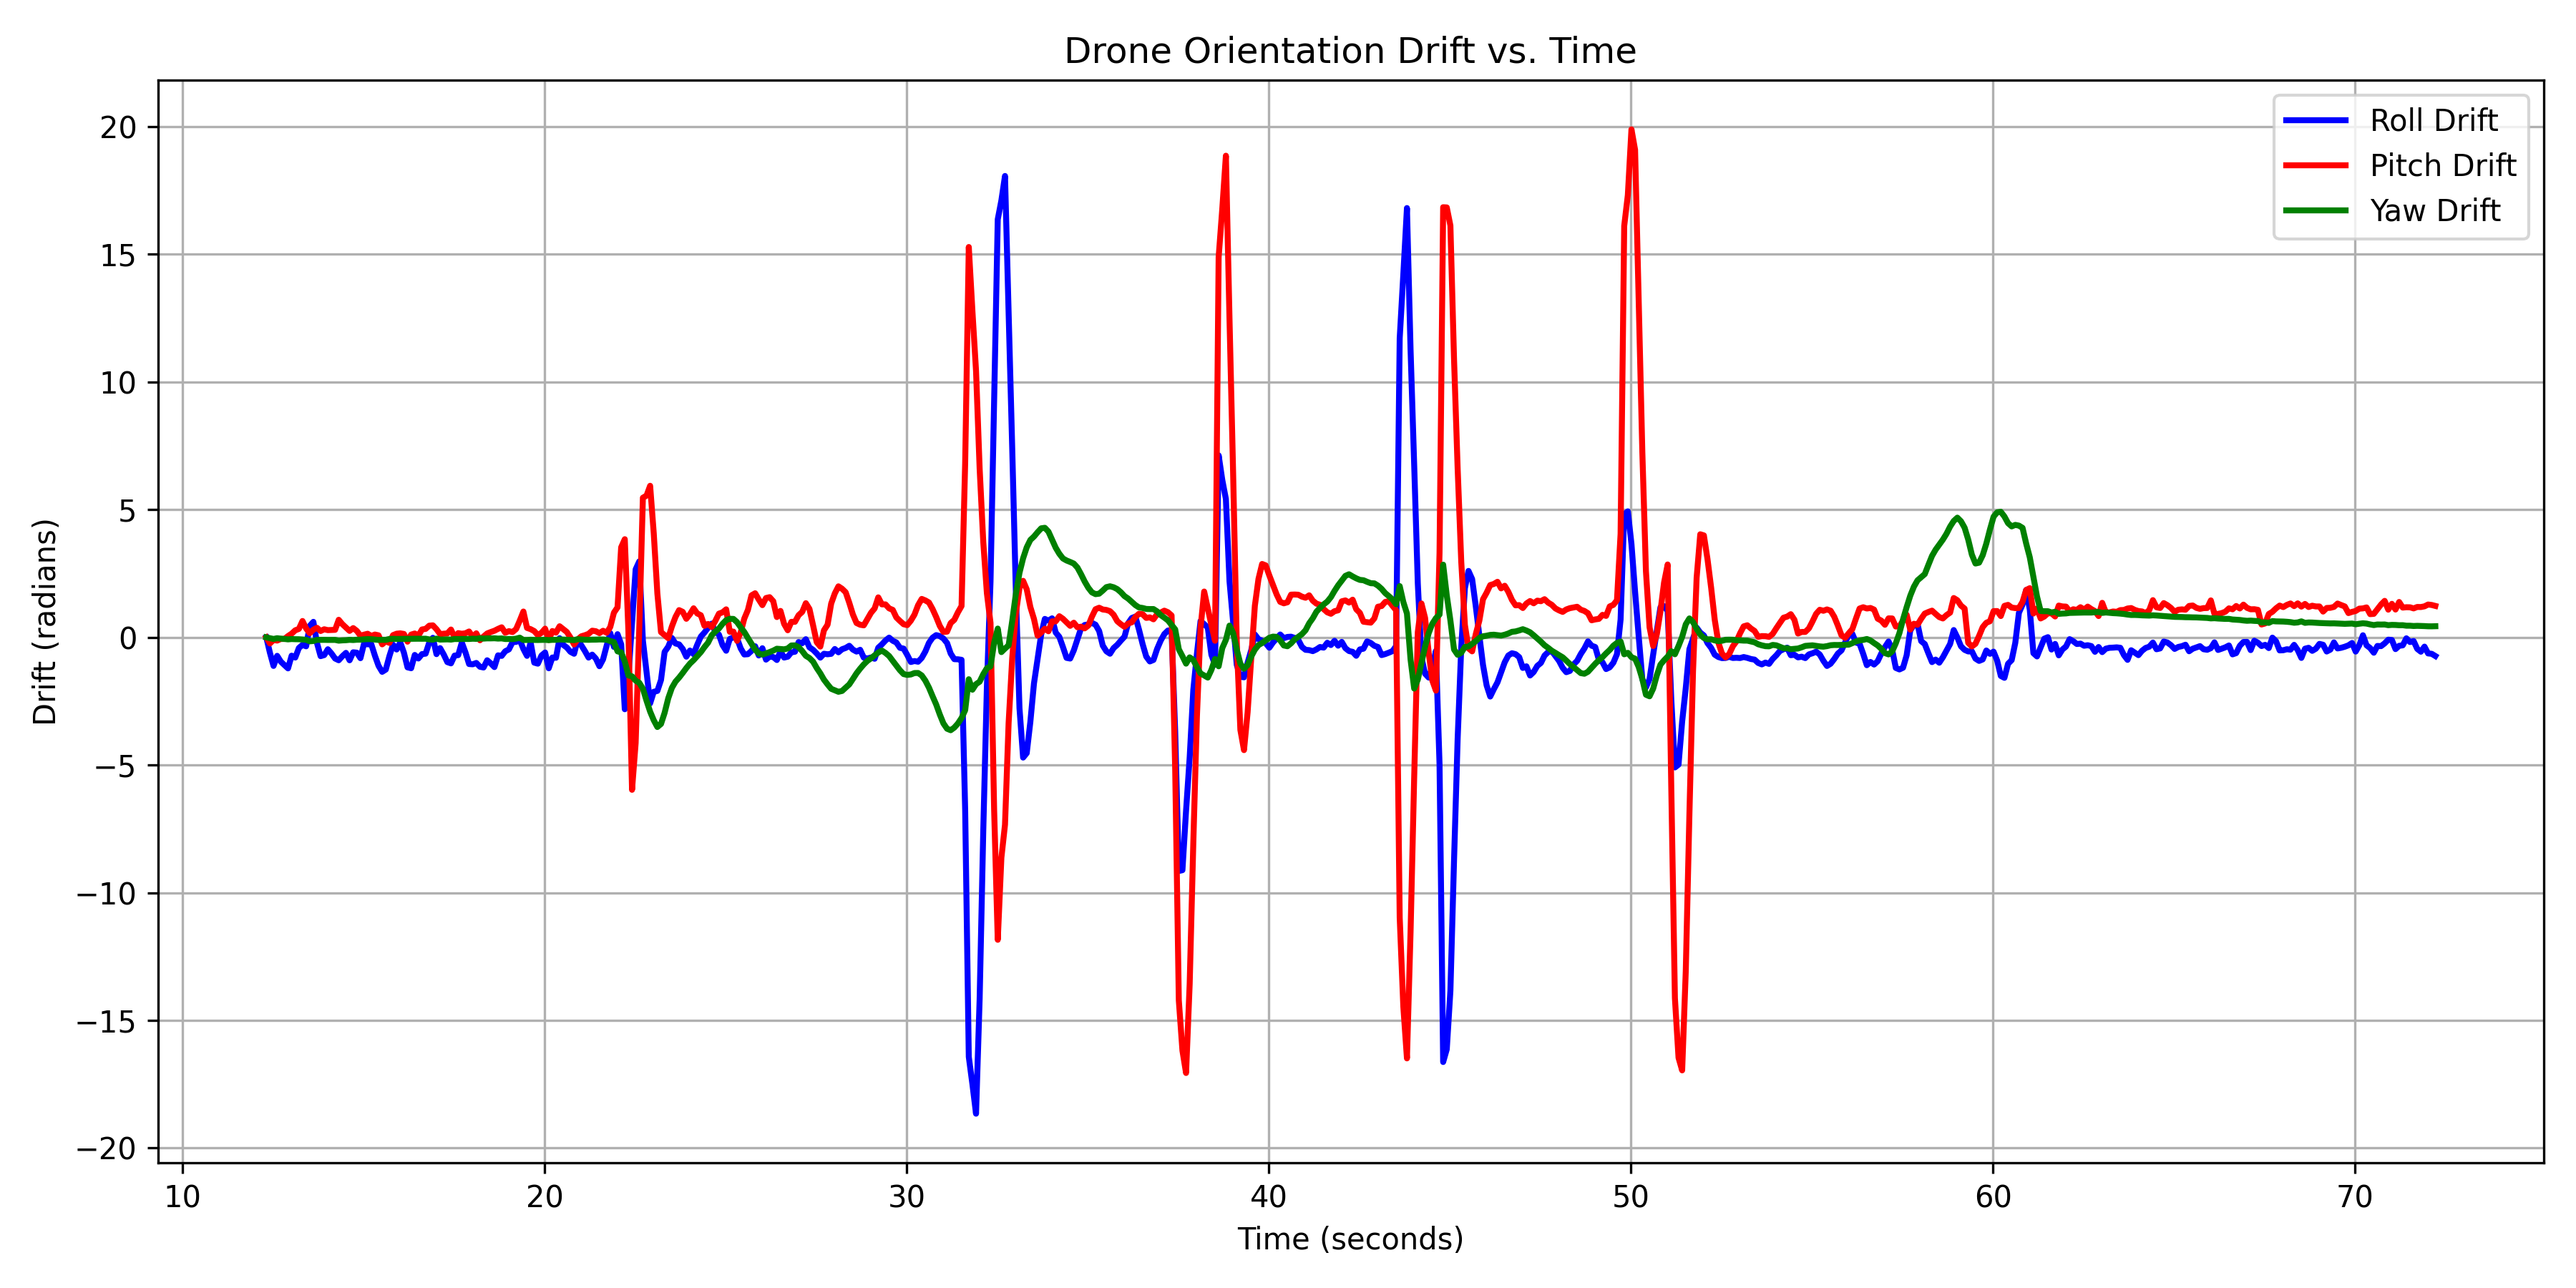 Drone Orientation Drift vs. Time
Roll Drift
Pitch Drift
Yaw Drift
Drift (radians)
20
15
10
5
0
−5
−10
−15
−20
10 20 30 40 50 60 70
Time (seconds)